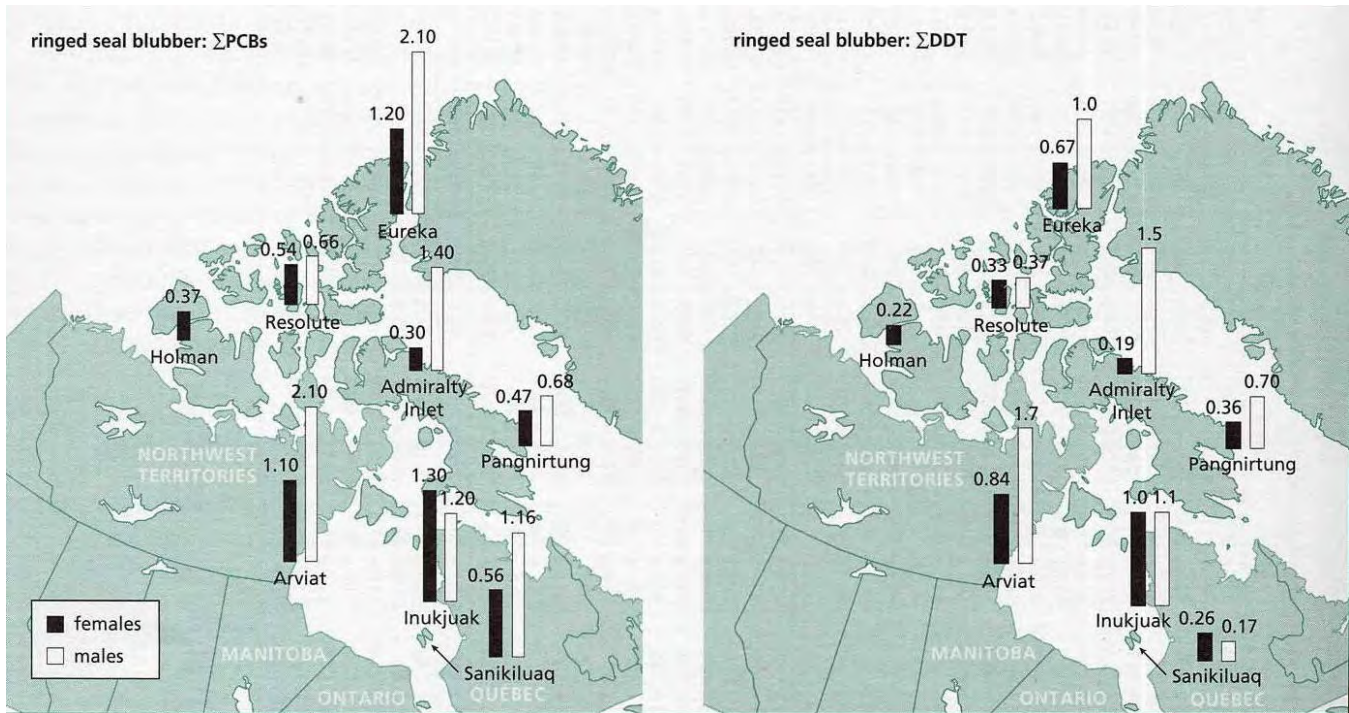 ringed seal blubber: ∑PCBs
2.10
1.20
Eureka
0.54
0.66
Resolute
1.40
0.37
Holman
0.30
Admiralty
Inlet
2.10
0.47
0.68
Pangnirtung
NORTHWEST
TERRITORIES
1.10
1.30
1.20
1.16
Arviat
0.56
Inukjuak
females
males
MANITOBA
Sanikiluaq
ONTARIO
QUÉBEC
ringed seal blubber: ∑DDT
1.0
0.67
Eureka
1.5
0.33
0.37
Resolute
0.22
Holman
0.19
Admiralty
Inlet
0.70
0.36
Pangnirtung
1.7
NORTHWEST
TERRITORIES
0.84
1.0
1.1
Arviat
Inukjuak
0.26
0.17
MANITOBA
Sanikiluaq
ONTARIO
QUÉBEC